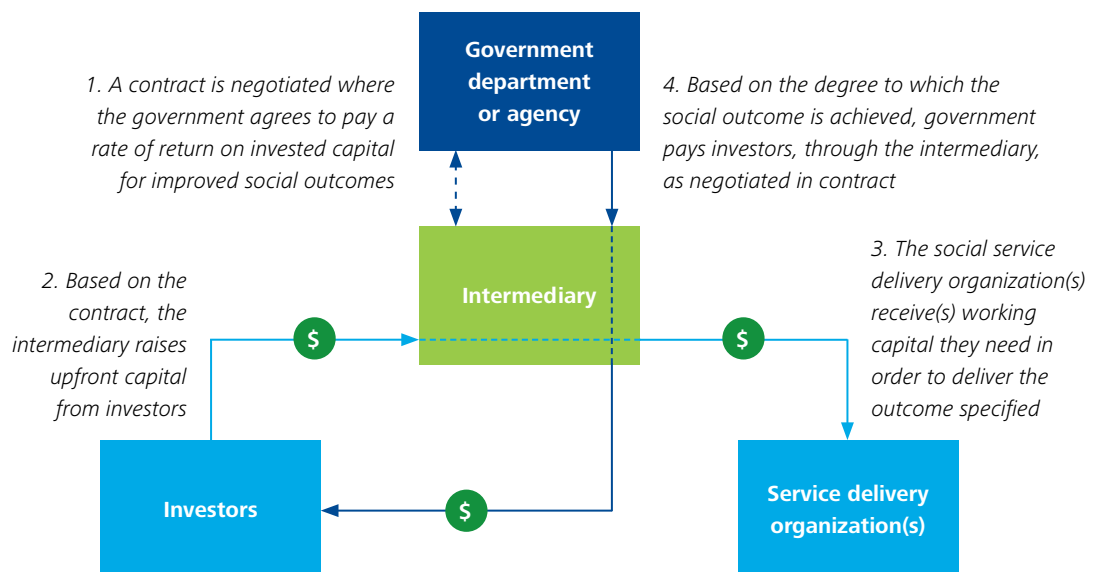 Government
department
or agency
1. A contract is negotiated where
the government agrees to pay a
rate of return on invested capital
for improved social outcomes
4. Based on the degree to which the
social outcome is achieved, government
pays investors, through the intermediary,
as negotiated in contract
2. Based on the
contract, the
intermediary raises
upfront capital
from investors
$
Intermediary
$
3. The social service
delivery organization(s)
receive(s) working
capital they need in
order to deliver the
outcome specified
Investors
$
Service delivery
organization(s)